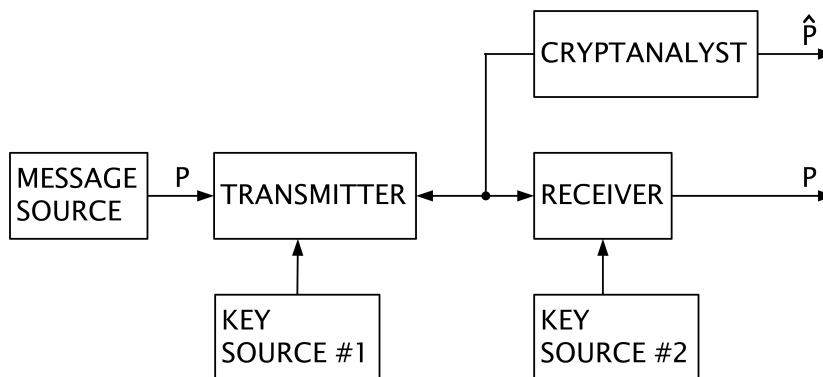 CRYPTANALYST
P̂
MESSAGE
SOURCE
P
TRANSMITTER
RECEIVER
P
KEY
SOURCE #1
KEY
SOURCE #2